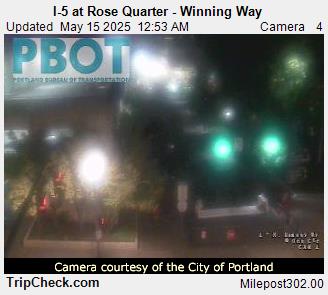 I-5 at Rose Quarter - Winning Way
Updated May 15 2025 12:53 AM Camera 4
PBOT
PORTLAND BUREAU OF TRANSPORTATION
Camera courtesy of the City of Portland
TripCheck.com Milepost302.00